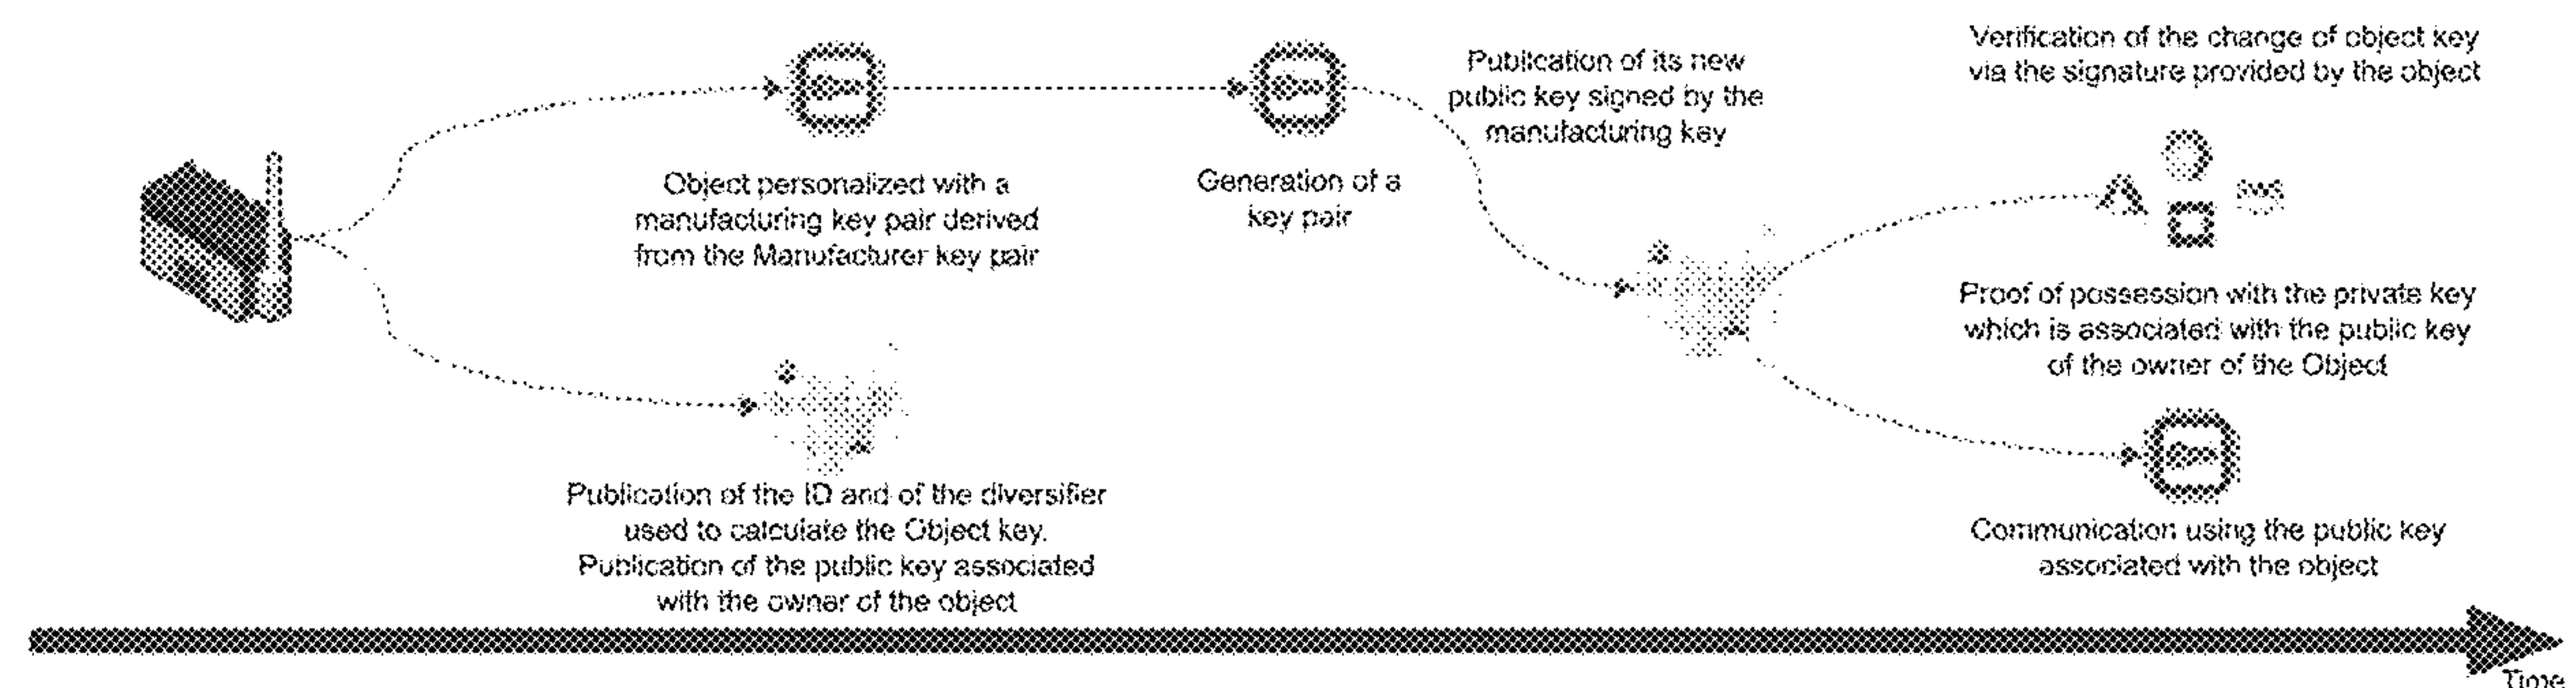 Object personalized with a
manufacturing key pair derived
from the Manufacturer key pair
Publication of the ID and of the diversifier
used to calculate the Object key.
Publication of the public key associated
with the owner of the object
Generation of a
key pair
Publication of its new
public key signed by the
manufacturing key
Verification of the change of object key
via the signature provided by the object
Proof of possession with the private key
which is associated with the public key
of the owner of the Object
Communication using the public key
associated with the object
Time